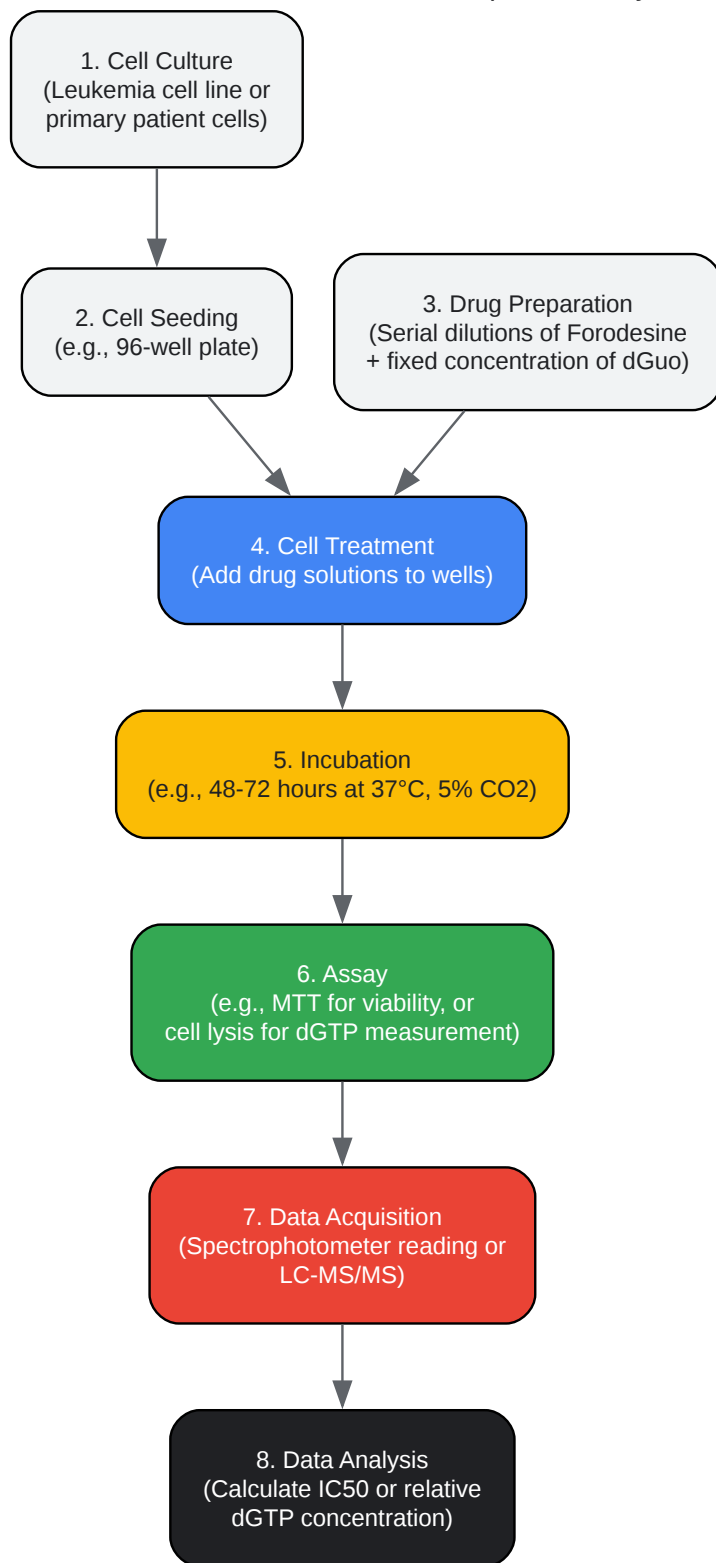 1. Cell Culture
(Leukemia cell line or
primary patient cells)
2. Cell Seeding
(e.g., 96-well plate)
3. Drug Preparation
(Serial dilutions of Forodesine
+ fixed concentration of dGuo)
4. Cell Treatment
(Add drug solutions to wells)
5. Incubation
(e.g., 48-72 hours at 37°C, 5% CO2)
6. Assay
(e.g., MTT for viability, or
cell lysis for dGTP measurement)
7. Data Acquisition
(Spectrophotometer reading or
LC-MS/MS)
8. Data Analysis
(Calculate IC50 or relative
dGTP concentration)